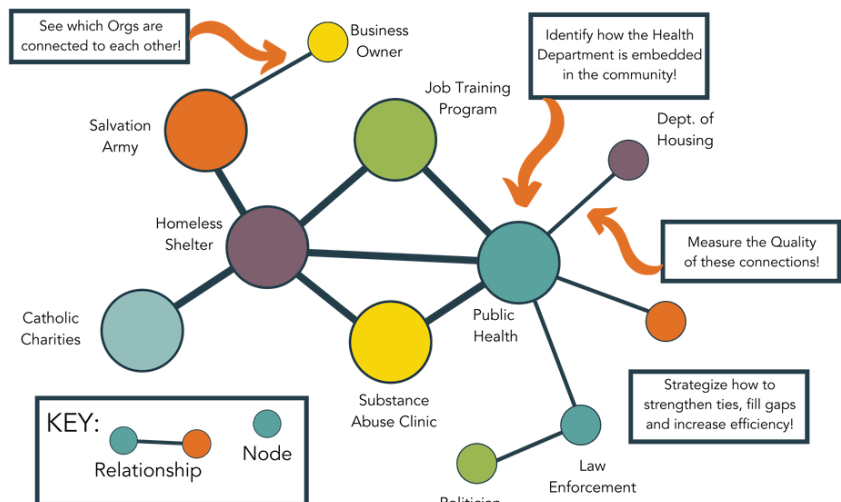 See which Orgs are
connected to each other!
Business
Owner
Identify how the Health
Department is embedded
in the community!
Job Training
Program
Salvation
Army
Dept. of
Housing
Homeless
Shelter
Measure the Quality
of these connections!
Catholic
Charities
Public
Health
Substance
Abuse Clinic
Strategize how to
strengthen ties, fill gaps
and increase efficiency!
KEY:
Relationship
Node
Law
Enforcement
Politician